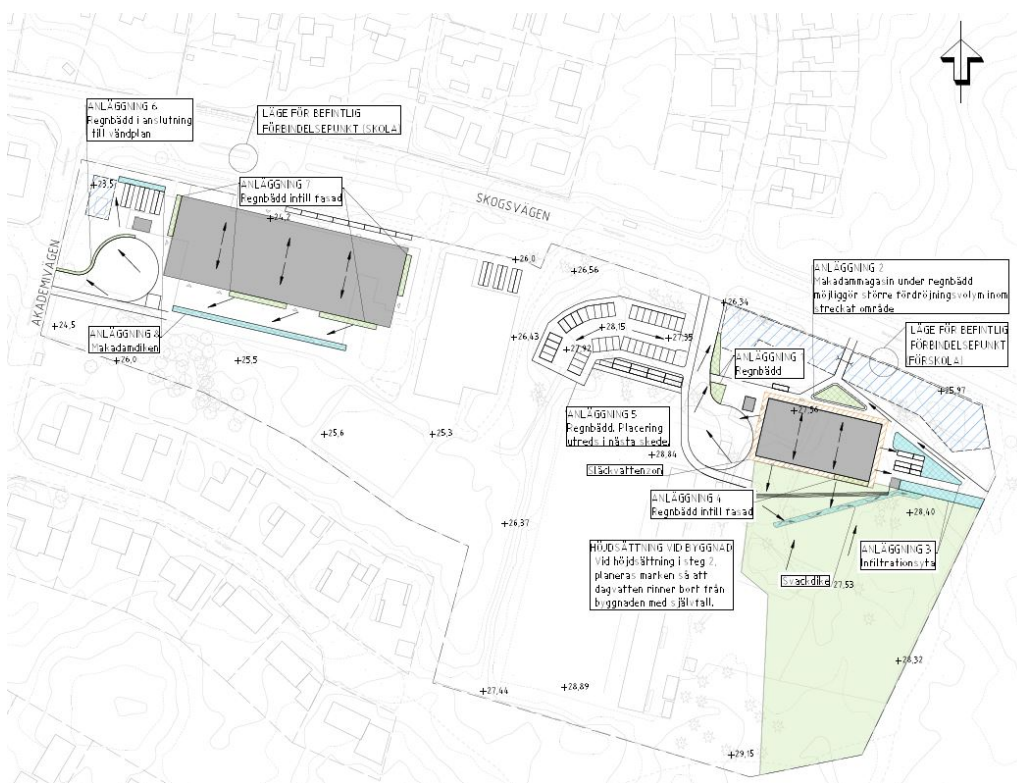 ANLÄGGNING 6
Regnbädd i anslutning
till vändplan
LÄGE FÖR BEFINTLIG
FÖRBINDELSEPUNKT (SKOLA)
ANLÄGGNING 7
Regnbädd intill fasad
+23,5
+24,2
SKOGSVÄGEN
AKADEMIVÄGEN
+24,5
ANLÄGGNING 8
Makadamdiken
+26,0
+25,5
+25,6
+25,3
+26,0
+26,56
+26,43
+28,15
+27,92
+27,35
+26,34
ANLÄGGNING 2
Makadammagasin under regnbädd
möjliggör större fördröjningsvolym inom
streckat område
LÄGE FÖR BEFINTLIG
FÖRBINDELSEPUNKT
(FÖRSKOLA)
ANLÄGGNING
Regnbädd
+25,97
+27,56
ANLÄGGNING 5
Regnbädd. Placering
utreds i nästa skede.
+28,84
Släckvattenzon
ANLÄGGNING 4
Regnbädd intill fasad
+26,37
+28,40
HÖJDSÄTTNING VID BYGGNAD
Vid höjdsättning i steg 2,
planeras marken så att
dagvatten rinner bort från
byggnaden med självfall.
ANLÄGGNING 3
Infiltrationsyta
Svackdike
+27,53
+28,32
+27,44
+28,89
+29,15